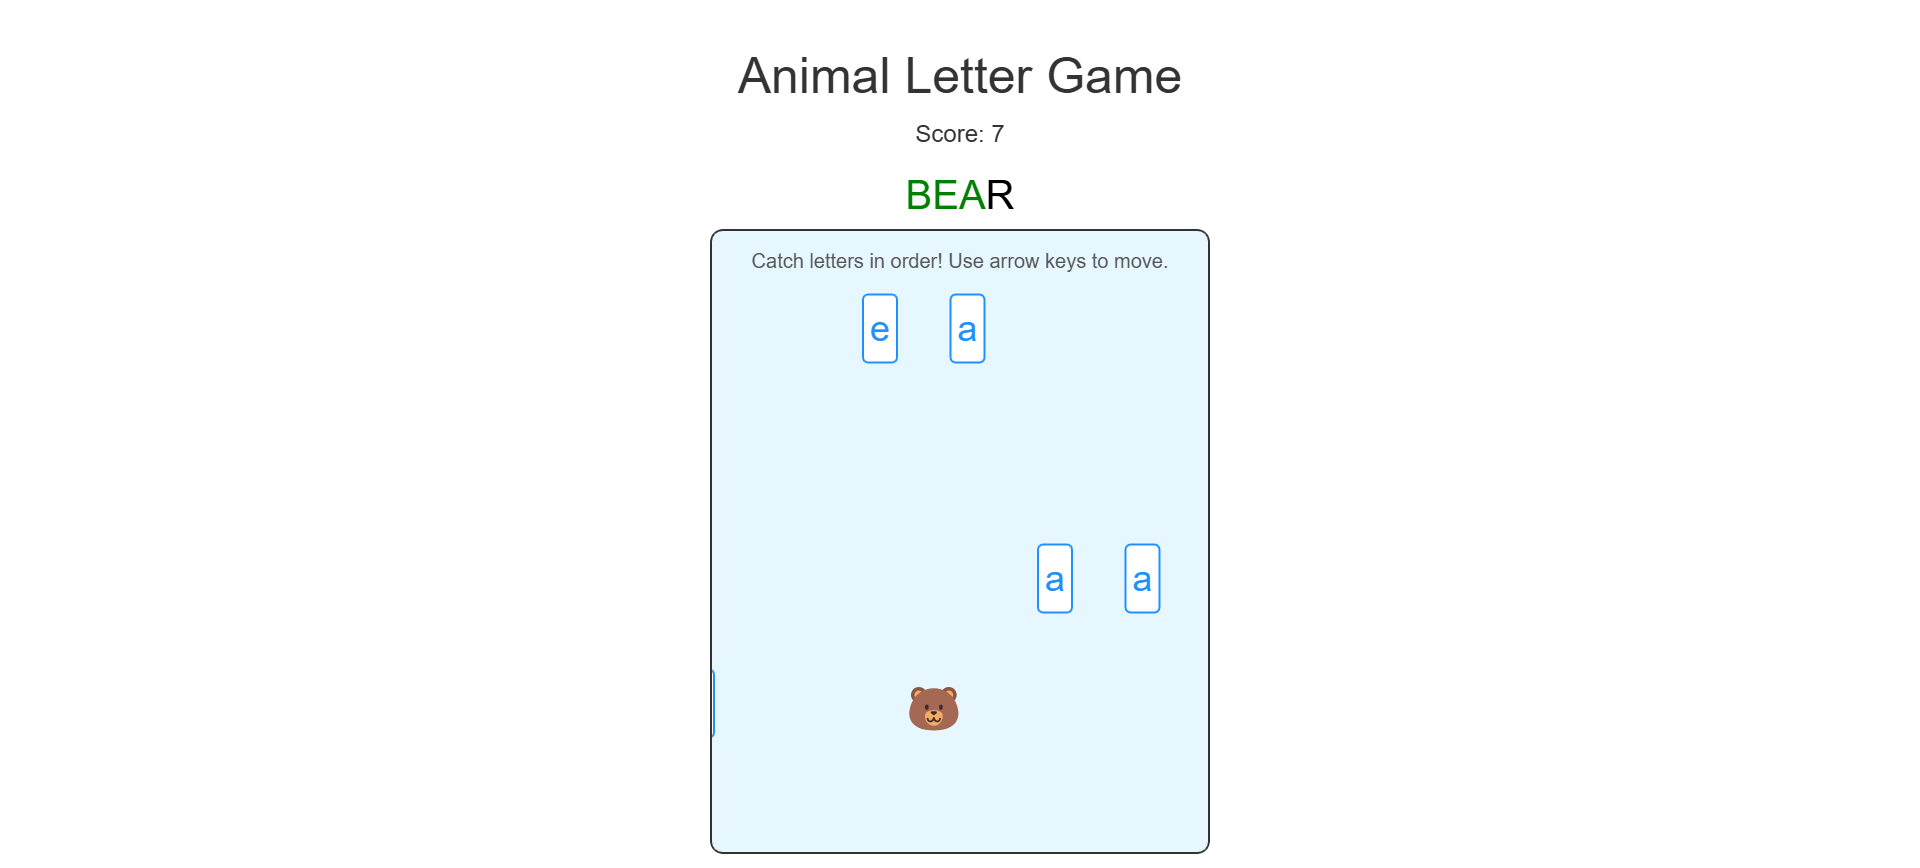 Animal Letter Game
Score: 7
BEAR
Catch letters in order! Use arrow keys to move.
e a
a a